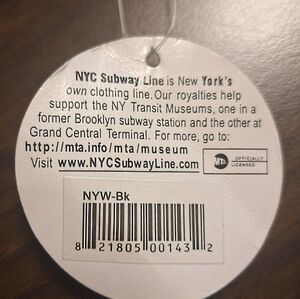 NYC Subway Line is New York's
own clothing line. Our royalties help
support the NY Transit Museums, one in a
former Brooklyn subway station and the other at
Grand Central Terminal. For more, go to:
http://mta.info/mta/museum
Visit www.NYCSubwayLine.com
MTA OFFICIALLY
LICENSED
NYW-Bk
8 21805 00143 2